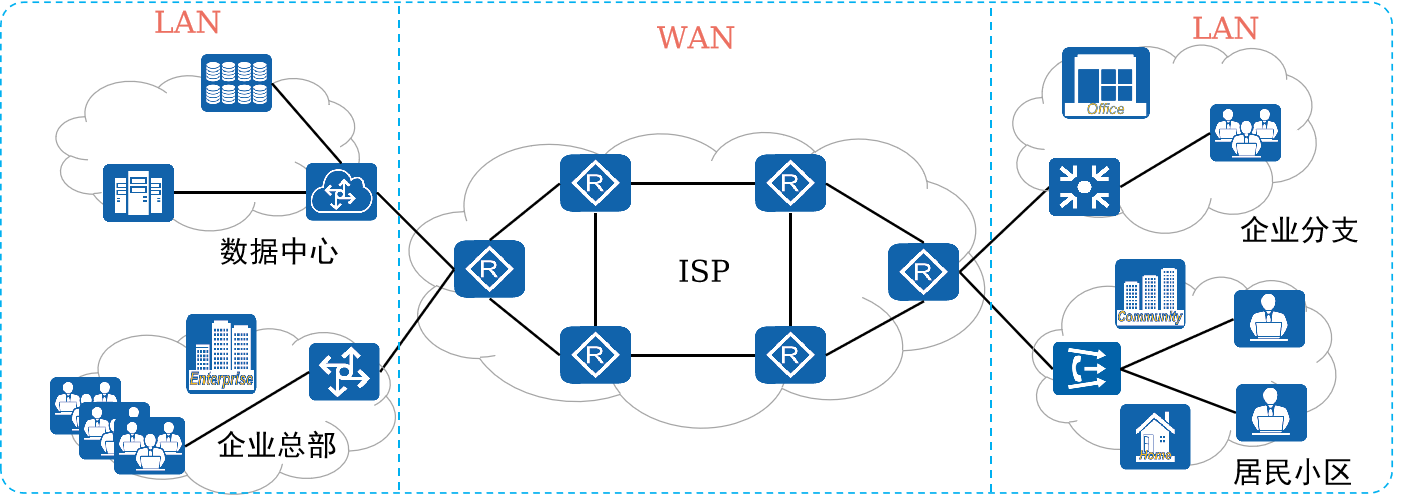 LAN
WAN
LAN
Office
数据中心
R
R
R
R
R
R
ISP
企业分支
Enterprise
企业总部
Community
Home
居民小区